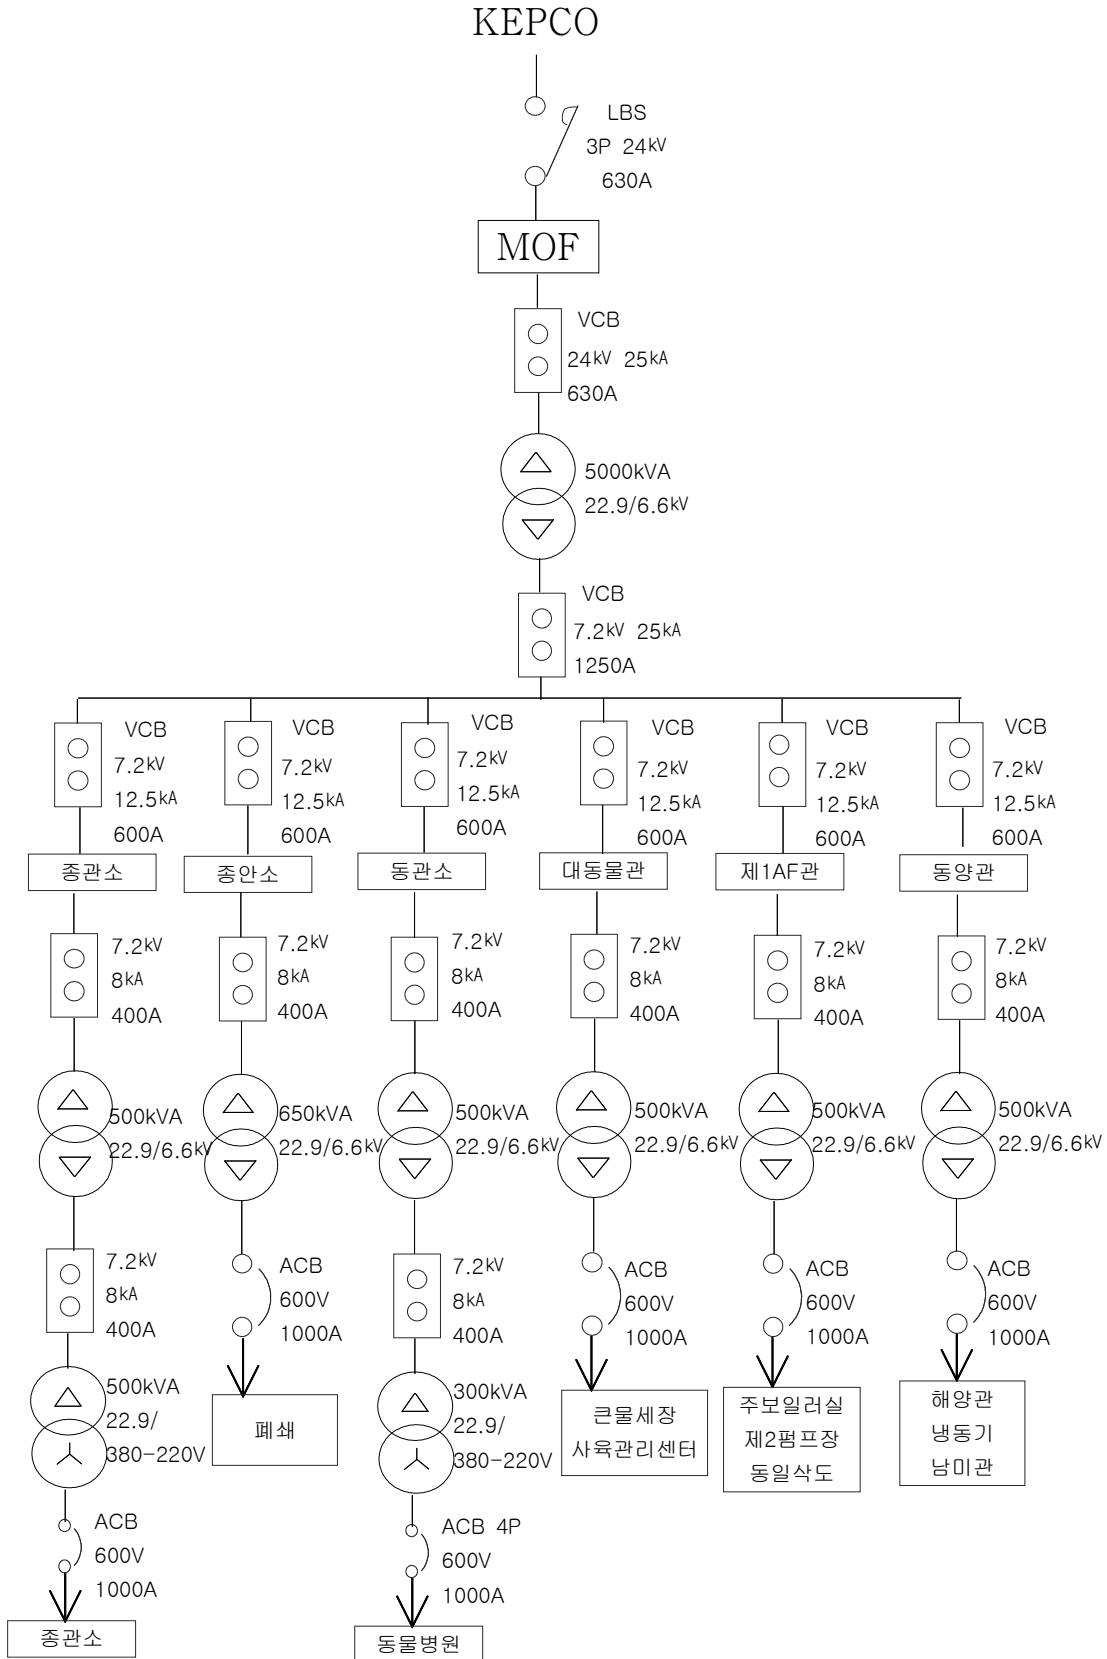 KEPCO
LBS
3P 24kV
630A
MOF
VCB
24kV 25kA
630A
5000kVA
22.9/6.6kV
VCB
7.2kV 25kA
1250A
VCB
7.2kV
12.5kA
600A
VCB
7.2kV
12.5kA
600A
VCB
7.2kV
12.5kA
600A
VCB
7.2kV
12.5kA
600A
VCB
7.2kV
12.5kA
600A
VCB
7.2kV
12.5kA
600A
종관소
종안소
동관소
대동물관
제1AF관
동양관
7.2kV
8kA
400A
7.2kV
8kA
400A
7.2kV
8kA
400A
7.2kV
8kA
400A
7.2kV
8kA
400A
7.2kV
8kA
400A
500kVA
22.9/6.6kV
650kVA
22.9/6.6kV
500kVA
22.9/6.6kV
500kVA
22.9/6.6kV
500kVA
22.9/6.6kV
500kVA
22.9/6.6kV
7.2kV
8kA
400A
ACB
600V
1000A
7.2kV
8kA
400A
ACB
600V
1000A
ACB
600V
1000A
ACB
600V
1000A
500kVA
22.9/
380-220V
폐쇄
300kVA
22.9/
380-220V
큰물세장
사육관리센터
주보일러실
제2펌프장
동일삭도
해양관
냉동기
남미관
ACB
600V
1000A
ACB 4P
600V
1000A
종관소
동물병원